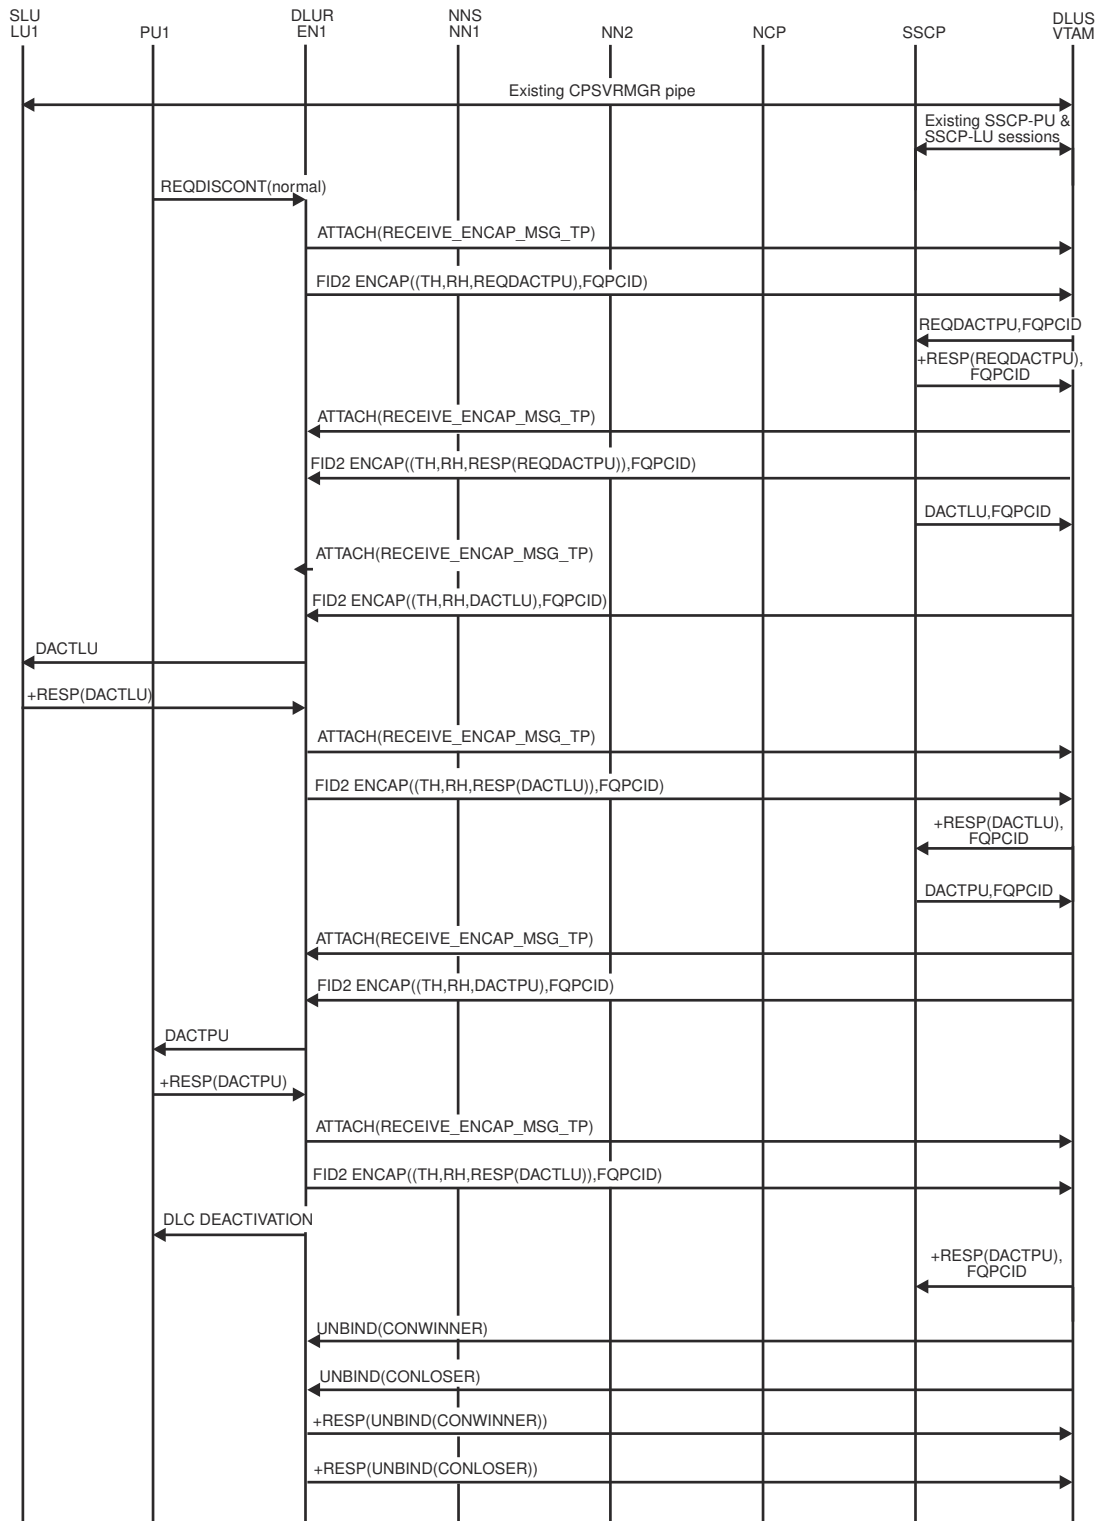 SLU
LU1
PU1
DLUR
EN1
NNS
NN1
NN2
NCP
SSCP
DLUS
VTAM
Existing CPSVRMGR pipe
Existing SSCP-PU &
SSCP-LU sessions
REQDISCONT(normal)
ATTACH(RECEIVE_ENCAP_MSG_TP)
FID2 ENCAP((TH,RH,REQDACTPU),FQPCID)
REQDACTPU,FQPCID
+RESP(REQDACTPU),
FQPCID
ATTACH(RECEIVE_ENCAP_MSG_TP)
FID2 ENCAP((TH,RH,RESP(REQDACTPU)),FQPCID)
DACTLU,FQPCID
ATTACH(RECEIVE_ENCAP_MSG_TP)
FID2 ENCAP((TH,RH,DACTLU),FQPCID)
DACTLU
+RESP(DACTLU)
ATTACH(RECEIVE_ENCAP_MSG_TP)
FID2 ENCAP((TH,RH,RESP(DACTLU)),FQPCID)
+RESP(DACTLU),
FQPCID
DACTPU,FQPCID
ATTACH(RECEIVE_ENCAP_MSG_TP)
FID2 ENCAP((TH,RH,DACTPU),FQPCID)
DACTPU
+RESP(DACTPU)
ATTACH(RECEIVE_ENCAP_MSG_TP)
FID2 ENCAP((TH,RH,RESP(DACTLU)),FQPCID)
DLC DEACTIVATION
+RESP(DACTPU),
FQPCID
UNBIND(CONWINNER)
UNBIND(CONLOSER)
+RESP(UNBIND(CONWINNER))
+RESP(UNBIND(CONLOSER))